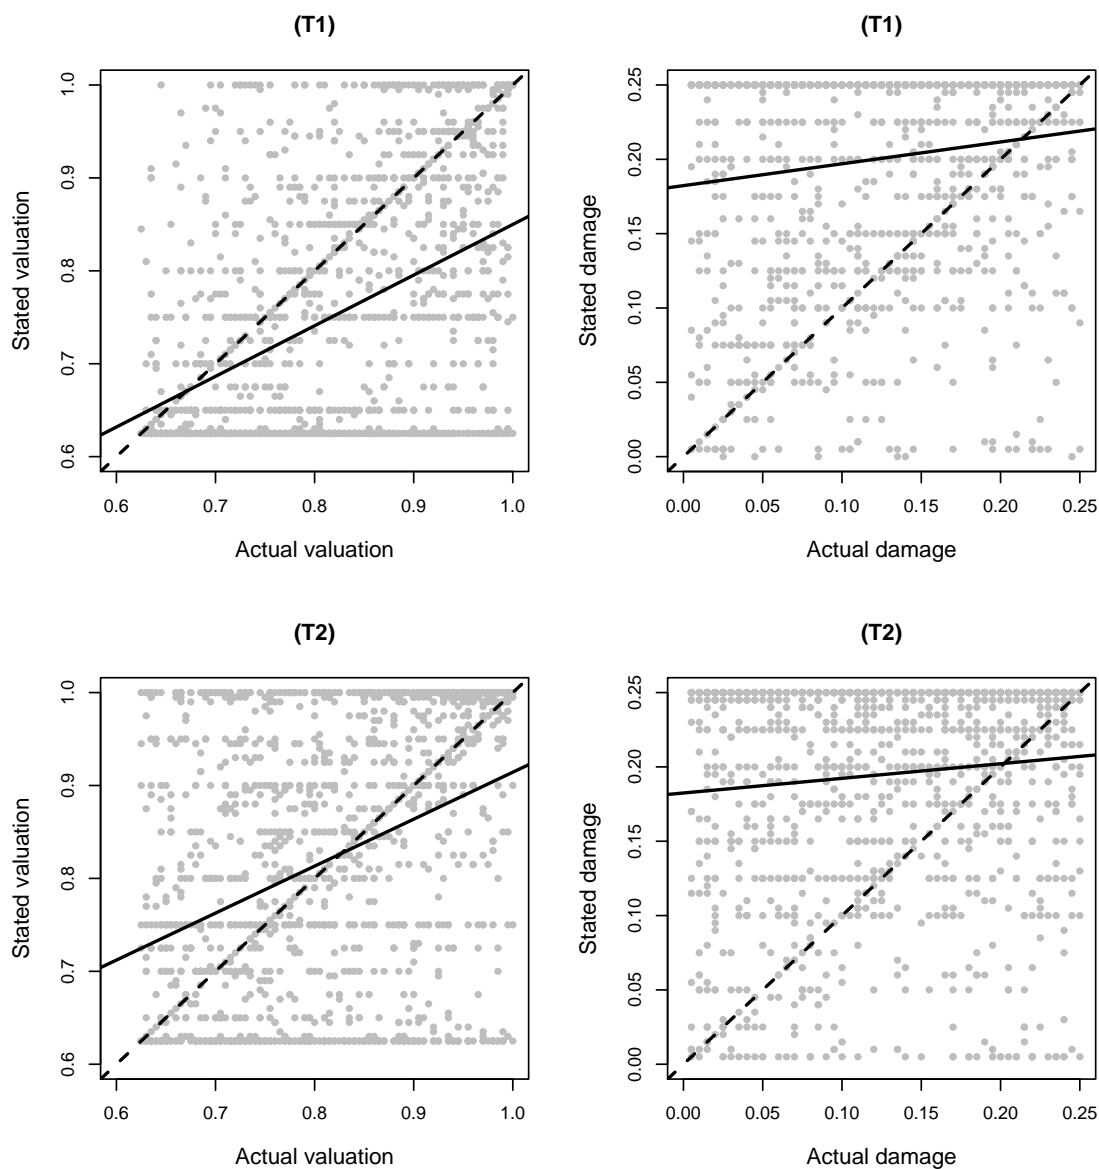 (T1)
Stated valuation
1.0
0.9
0.8
0.7
0.6
0.6 0.7 0.8 0.9 1.0
Actual valuation
(T1)
Stated damage
0.25
0.20
0.15
0.10
0.05
0.00
0.00 0.05 0.10 0.15 0.20 0.25
Actual damage
(T2)
Stated valuation
1.0
0.9
0.8
0.7
0.6
0.6 0.7 0.8 0.9 1.0
Actual valuation
(T2)
Stated damage
0.25
0.20
0.15
0.10
0.05
0.00
0.00 0.05 0.10 0.15 0.20 0.25
Actual damage